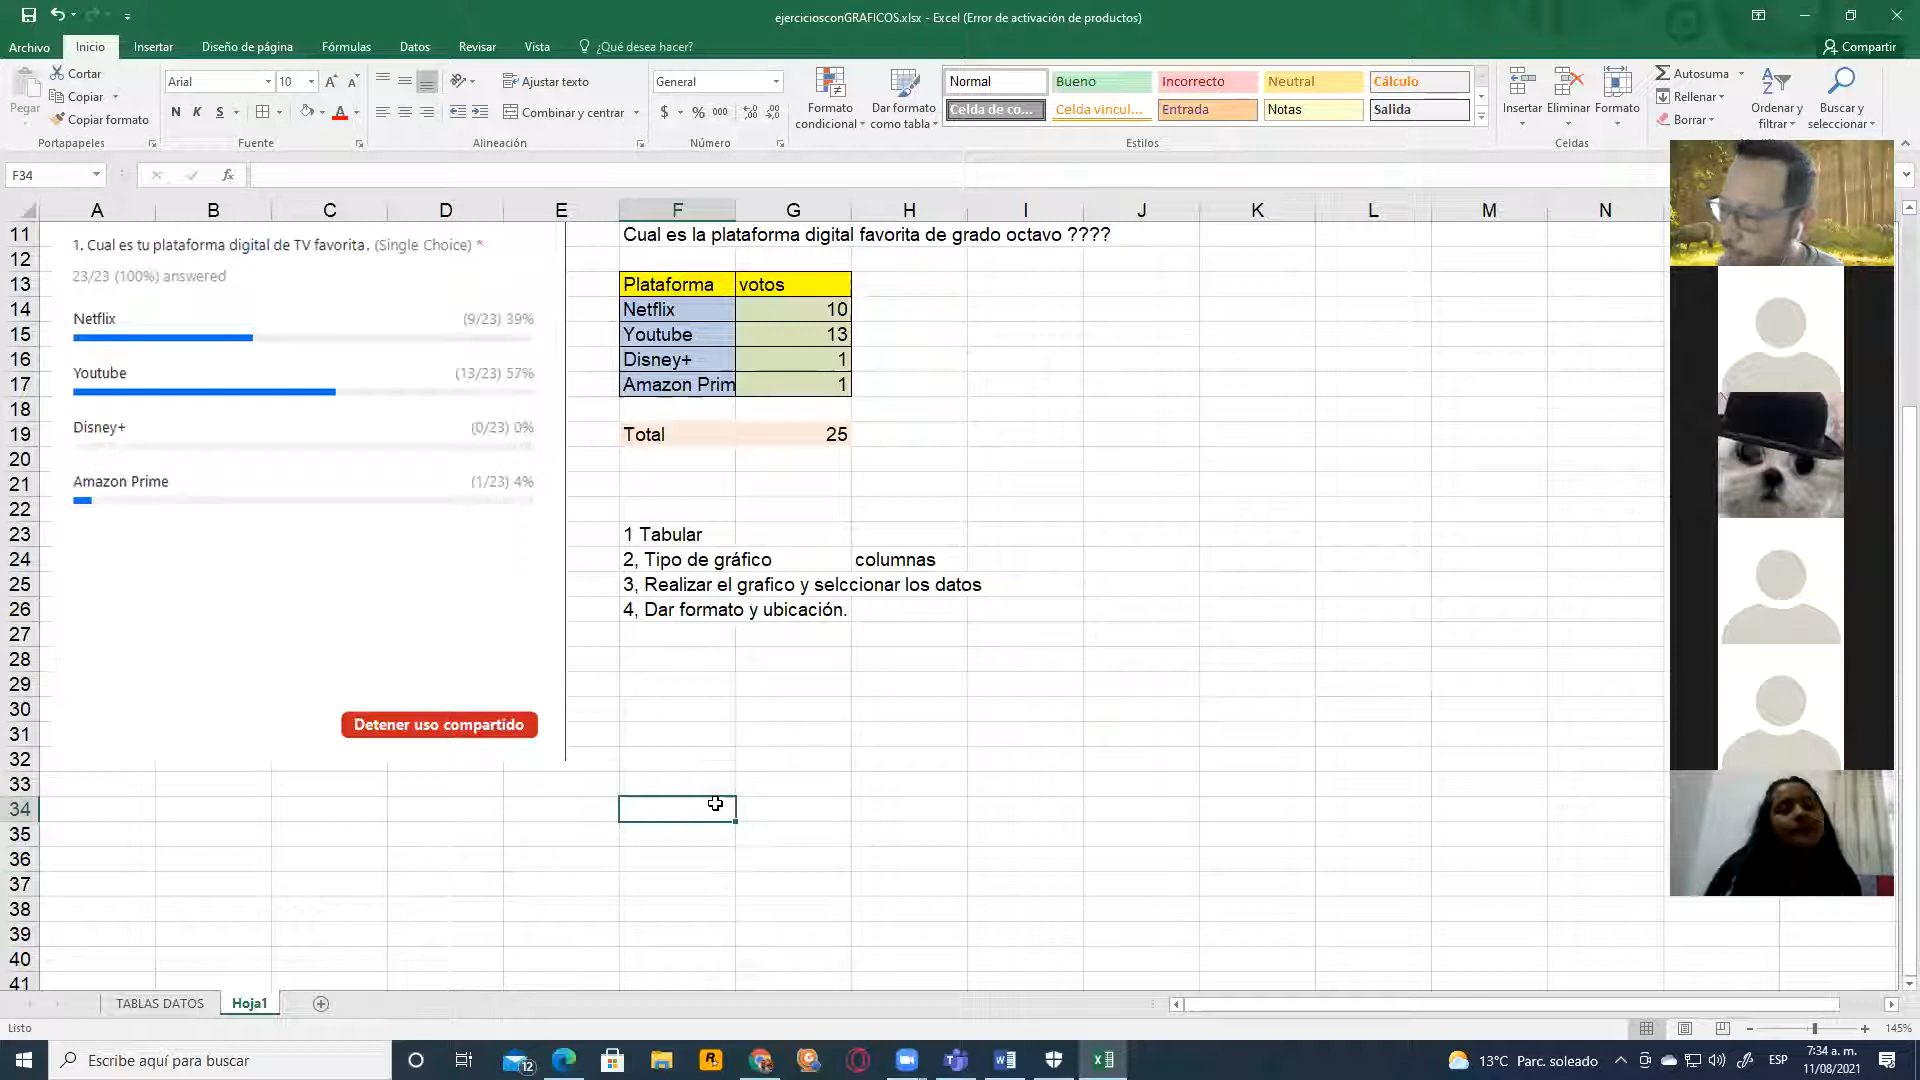 ejerciciosconGRAFICOS.xlsx - Excel (Error de activación de productos)
Archivo Inicio Insertar Diseño de página Fórmulas Datos Revisar Vista ¿Qué desea hacer? Compartir
Pegar
Cortar
Copiar
Copiar formato
Portapapeles
Arial 10
N K S
Fuente
Ajustar texto
Combinar y centrar
Alineación
General
$ % 000
Número
Formato condicional
Dar formato como tabla
Normal Bueno Incorrecto Neutral Cálculo
Celda de co... Celda vincul... Entrada Notas Salida
Estilos
Insertar Eliminar Formato
Celdas
Autosuma
Rellenar
Borrar
Ordenar y filtrar
Buscar y seleccionar
F34 fx
A B C D E F G H I J K L M N
11 Cual es la plataforma digital favorita de grado octavo ????
12
13 Plataforma votos
14 Netflix 10
15 Youtube 13
16 Disney+ 1
17 Amazon Prim 1
18
19 Total 25
20
21
22
23 1 Tabular
24 2, Tipo de gráfico columnas
25 3, Realizar el grafico y selccionar los datos
26 4, Dar formato y ubicación.
27
28
29
30
31
32
33
34
35
36
37
38
39
40
41
1. Cual es tu plataforma digital de TV favorita. (Single Choice) *
23/23 (100%) answered
Netflix (9/23) 39%
Youtube (13/23) 57%
Disney+ (0/23) 0%
Amazon Prime (1/23) 4%
Detener uso compartido
TABLAS DATOS Hoja1
Listo 145%
Escribe aquí para buscar
12
13°C Parc. soleado
ESP
7:34 a. m.
11/08/2021